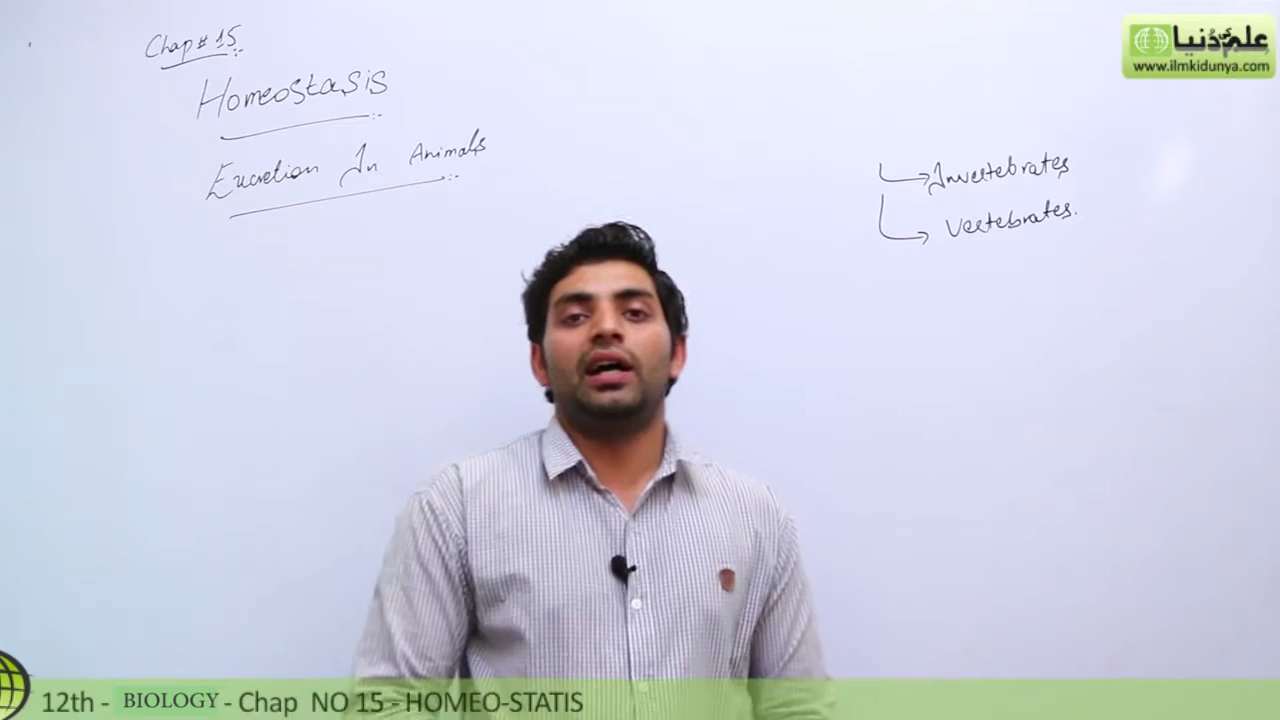 Chap # 15
Homeostasis
Excretion In Animals
Invertebrates
Vertebrates.
علم کی دنیا
www.ilmkidunya.com
12th - BIOLOGY - Chap NO 15 - HOMEO-STATIS